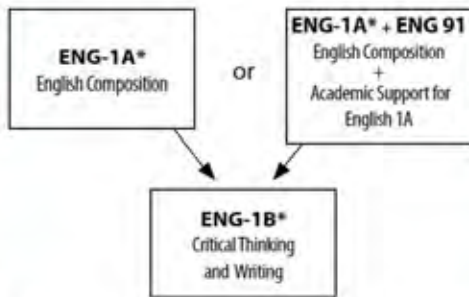 ENG-1A*
English Composition
or
ENG-1A* + ENG 91
English Composition
+
Academic Support for
English 1A
ENG-1B*
Critical Thinking
and Writing